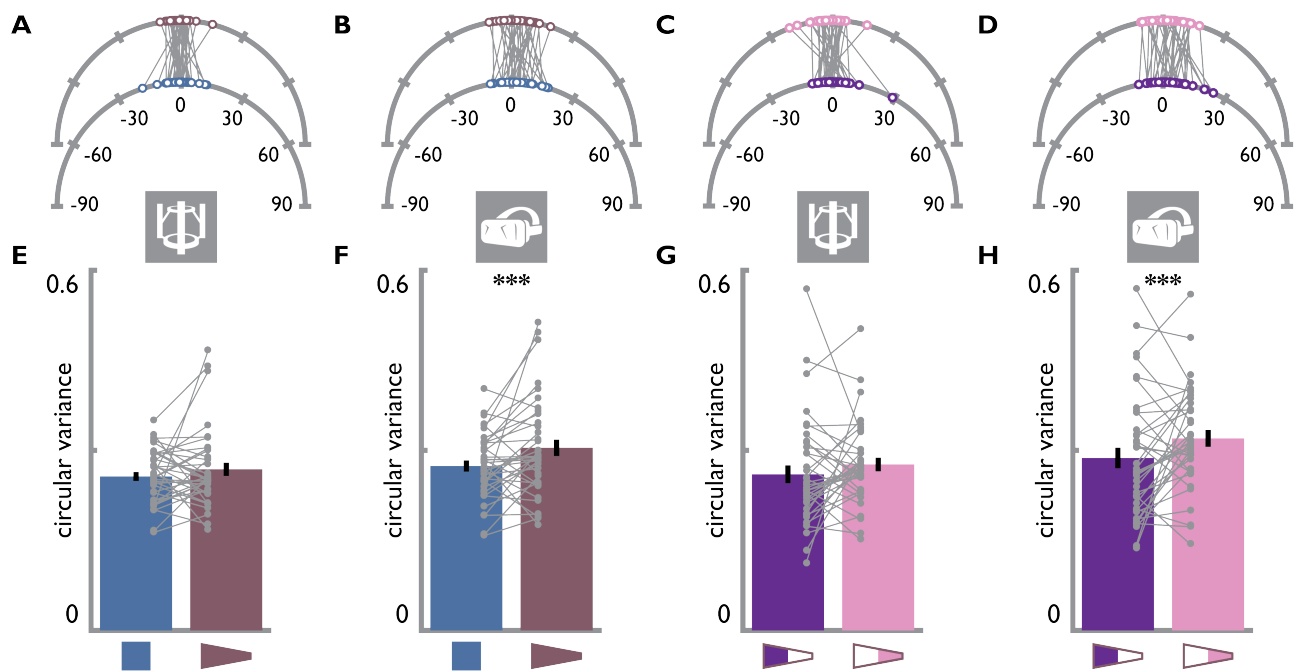 A B C D
0 0 0 0
-30 30 -30 30 -30 30 -30 30
-60 60 -60 60 -60 60 -60 60
-90 90 -90 90 -90 90 -90 90
E F G H
*** ***
0.6 0.6 0.6 0.6
circular variance circular variance circular variance circular variance
0 0 0 0